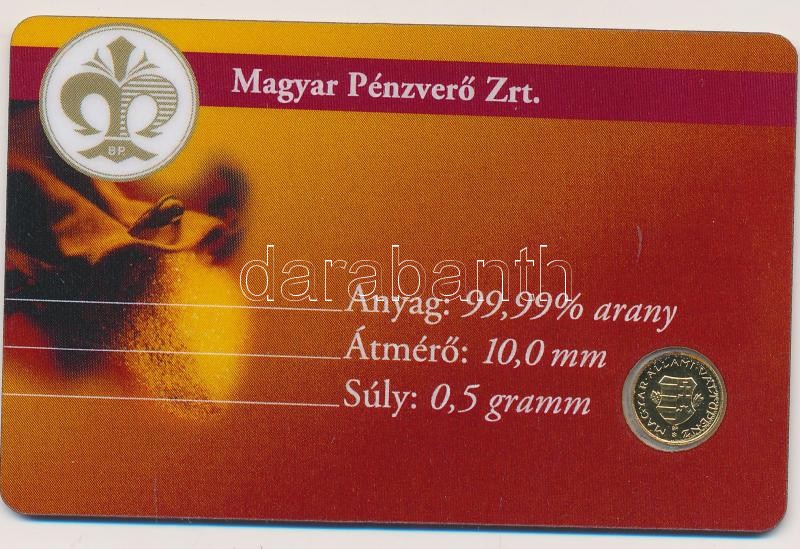 BP.
Magyar Pénzverő Zrt.
darabanth
Anyag: 99,99% arany
Átmérő: 10,0 mm
Súly: 0,5 gramm
MAGYAR·ÁLLAMI·VÁLTÓPÉNZ